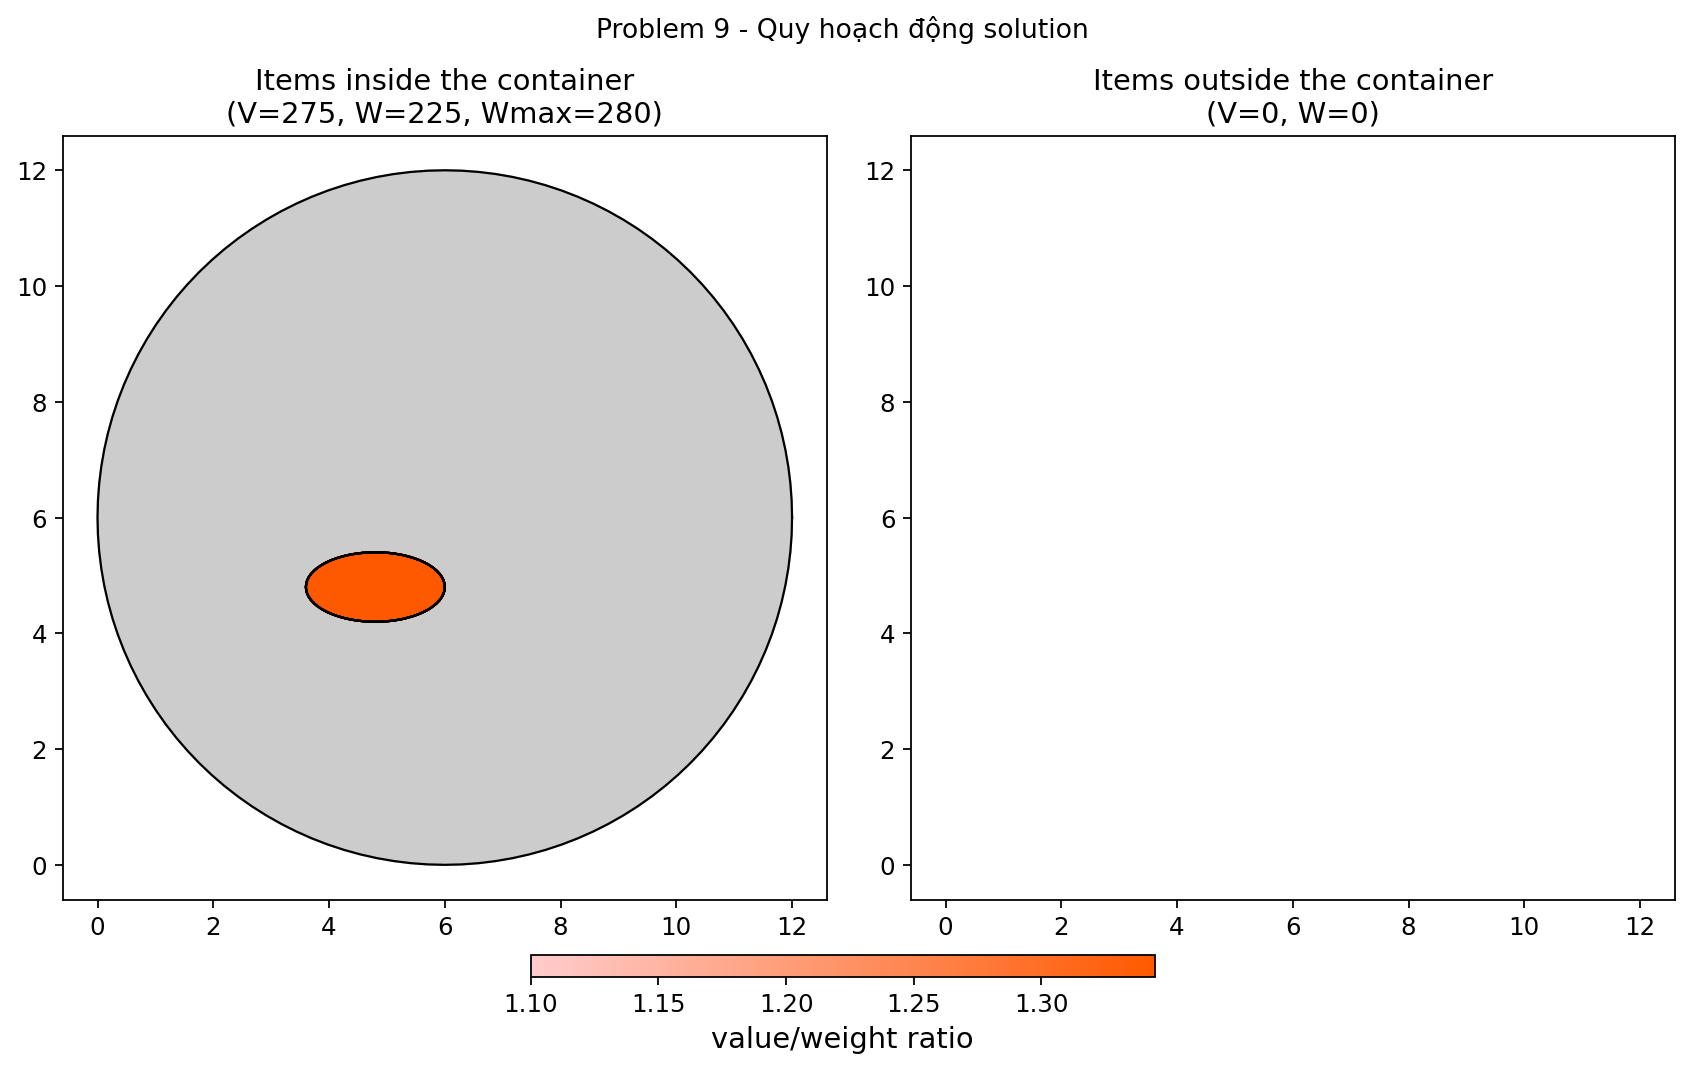 Problem 9 - Quy hoạch động solution
Items inside the container
(V=275, W=225, Wmax=280)
12
10
8
6
4
2
0
0 2 4 6 8 10 12
Items outside the container
(V=0, W=0)
12
10
8
6
4
2
0
0 2 4 6 8 10 12
1.10 1.15 1.20 1.25 1.30
value/weight ratio